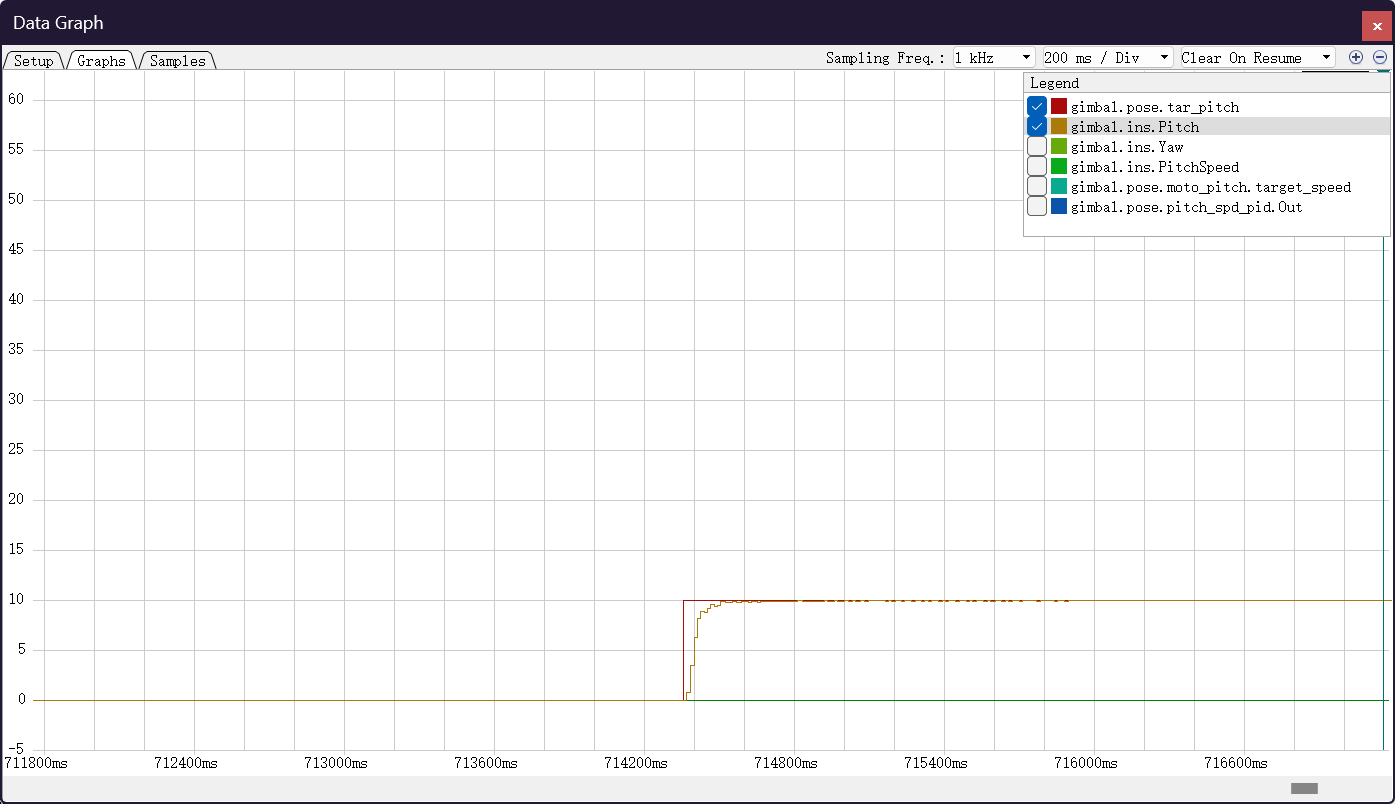 Data Graph
Setup Graphs Samples Sampling Freq.: 1 kHz 200 ms / Div Clear On Resume
Legend
gimbal.pose.tar_pitch
gimbal.ins.Pitch
gimbal.ins.Yaw
gimbal.ins.PitchSpeed
gimbal.pose.moto_pitch.target_speed
gimbal.pose.pitch_spd_pid.Out
60
55
50
45
40
35
30
25
20
15
10
5
0
-5
711800ms 712400ms 713000ms 713600ms 714200ms 714800ms 715400ms 716000ms 716600ms